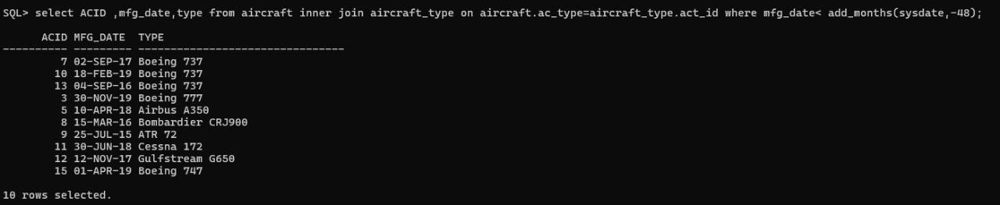 SQL> select ACID ,mfg_date,type from aircraft inner join aircraft_type on aircraft.ac_type=aircraft_type.act_id where mfg_date< add_months(sysdate,-48);
      ACID MFG_DATE  TYPE
---------- --------- --------------------------------
         7 02-SEP-17 Boeing 737
        10 18-FEB-19 Boeing 737
        13 04-SEP-16 Boeing 737
         3 30-NOV-19 Boeing 777
         5 10-APR-18 Airbus A350
         8 15-MAR-16 Bombardier CRJ900
         9 25-JUL-15 ATR 72
        11 30-JUN-18 Cessna 172
        12 12-NOV-17 Gulfstream G650
        15 01-APR-19 Boeing 747
10 rows selected.